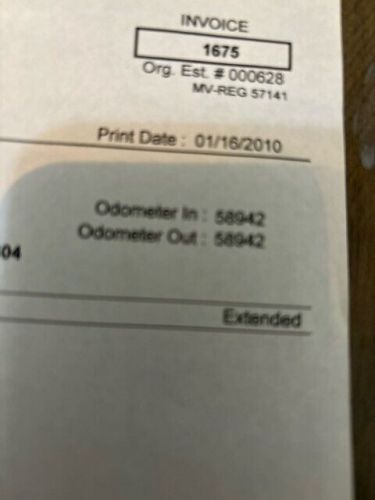 INVOICE
1675
Org. Est. # 000628
MV-REG 57141
Print Date : 01/16/2010
Odometer In : 58942
Odometer Out : 58942
04
Extended